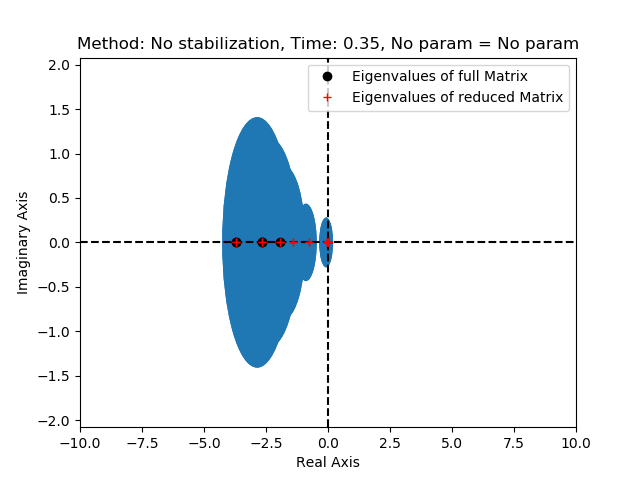 Method: No stabilization, Time: 0.35, No param = No param
Eigenvalues of full Matrix
Eigenvalues of reduced Matrix
Imaginary Axis
2.0
1.5
1.0
0.5
0.0
−0.5
−1.0
−1.5
−2.0
−10.0 −7.5 −5.0 −2.5 0.0 2.5 5.0 7.5 10.0
Real Axis